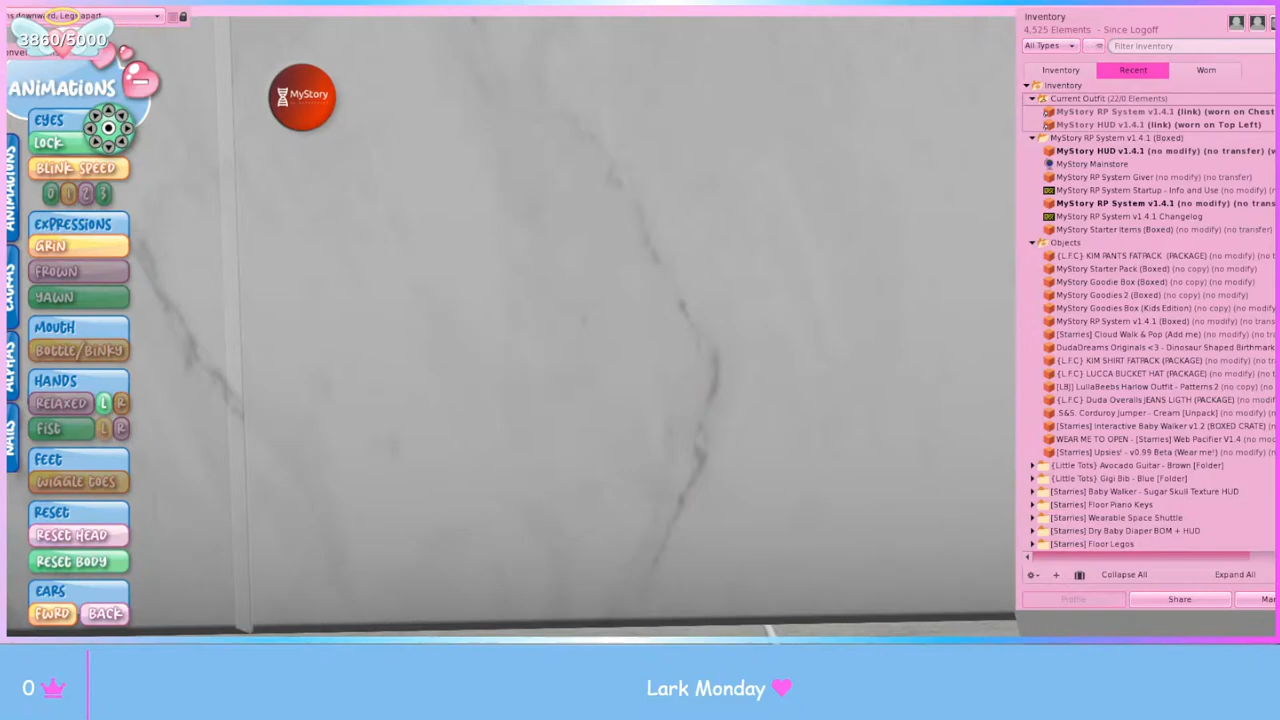 ns downward, Legs apart
3860/5000
ANIMATIONS
EYES
LOCK
BLINK SPEED
0 1 2 3
EXPRESSIONS
GRIN
FROWN
YAWN
MOUTH
BOTTLE/BINKY
HANDS
RELAXED L R
FIST L R
FEET
WIGGLE TOES
RESET
RESET HEAD
RESET BODY
EARS
FWRD BACK
ANIMATIONS
EXTRAS
ALPHAS
NAILS
MyStory
Inventory
4,525 Elements - Since Logoff
All Types
Filter Inventory
Inventory Recent Worn
Inventory
Current Outfit (22/0 Elements)
MyStory RP System v1.4.1 (link) (worn on Chest
MyStory HUD v1.4.1 (link) (worn on Top Left)
MyStory RP System v1 4.1 (Boxed)
MyStory HUD v1.4.1 (no modify) (no transfer) (w
MyStory Mainstore
MyStory RP System Giver (no modify) (no transfer)
MyStory RP System Startup - Info and Use (no modify)
MyStory RP System v1.4.1 (no modify) (no trans
MyStory RP System v1.4.1 Changelog
MyStory Starter Items (Boxed) (no modify) (no transfer)
Objects
{L.F.C} KIM PANTS FATPACK (PACKAGE) (no modify)
MyStory Starter Pack (Boxed) (no copy) (no modify)
MyStory Goodie Box (Boxed) (no copy) (no modify)
MyStory Goodies 2 (Boxed) (no copy) (no modify)
MyStory Goodies Box (Kids Edition) (no copy)
MyStory RP System v1.4.1 (Boxed) (no modify)
[Starries] Cloud Walk & Pop (Add me) (no modify)
DudaDreams Originals <3 - Dinosaur Shaped Birthmark
{L.F.C} KIM SHIRT FATPACK (PACKAGE) (no modify)
{L.F.C} LUCCA BUCKET HAT (PACKAGE) (no modify)
[LB] LullaBeebs Harlow Outfit - Patterns 2 (no copy)
{L.F.C} Duda Overalls JEANS LIGTH (PACKAGE)
.S&S. Corduroy Jumper - Cream [Unpack] (no copy)
[Starries] Interactive Baby Walker v1.2 (BOXED CRATE)
WEAR ME TO OPEN - [Starries] Web Pacifier V1.4
[Starries] Upsies! - v0.99 Beta (Wear me!)
{Little Tots} Avocado Guitar - Brown [Folder]
{Little Tots} Gigi Bib - Blue [Folder]
[Starries] Baby Walker - Sugar Skull Texture HUD
[Starries] Floor Piano Keys
[Starries] Wearable Space Shuttle
[Starries] Dry Baby Diaper BOM + HUD
[Starries] Floor Legos
Collapse All Expand All
Profile Share
0
Lark Monday